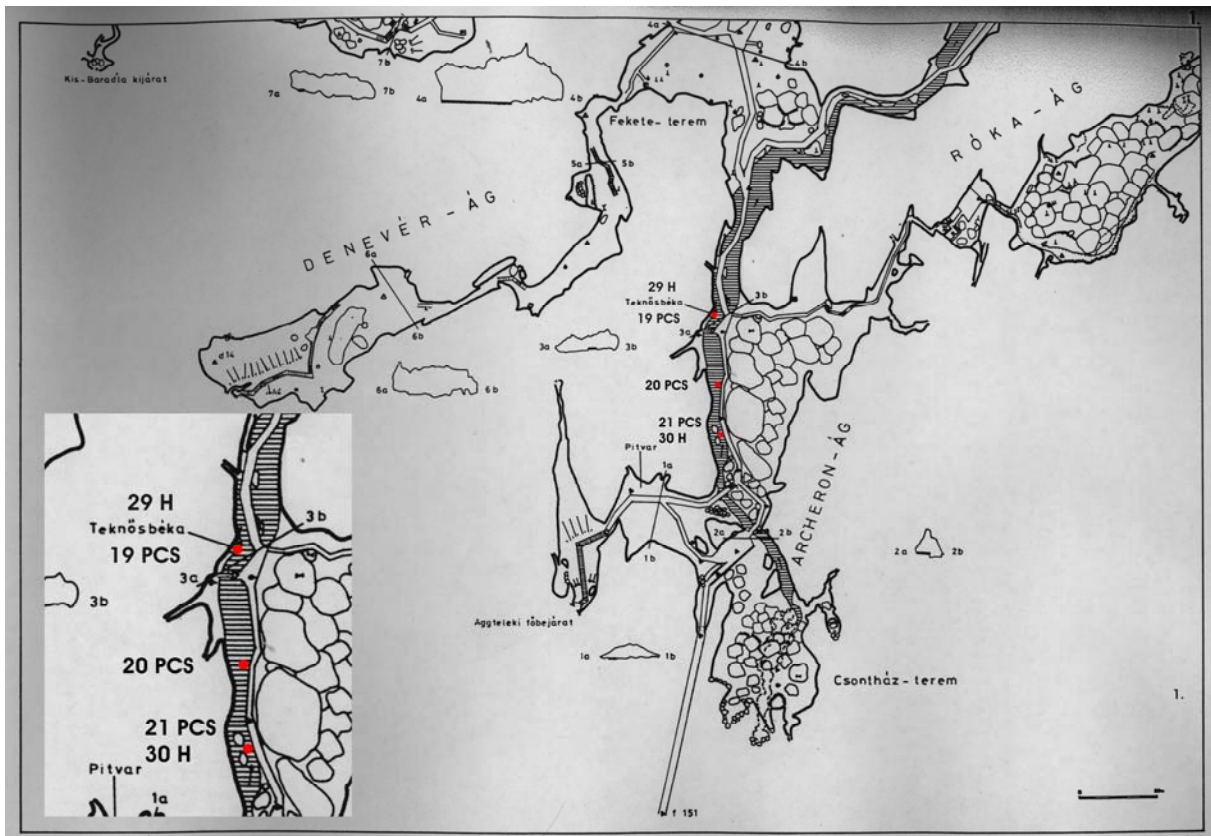 1.
Kis-Baradla kijárat
7b
7a
7b
4a
4b
4a
4b
Fekete-terem
5a
5b
RÓKA-ÁG
DENEVÉR-ÁG
6a
6b
29 H
Teknősbéka
19 PCS
3b
3a
3a
3b
6a
6b
20 PCS
21 PCS
30 H
Pitvar
1a
1b
2a
2b
ARCHERON-ÁG
2a
2b
Aggteleki főbejárat
1a
1b
Csontház-terem
1.
f 151
29 H
Teknősbéka
19 PCS
3b
3a
3b
20 PCS
21 PCS
30 H
Pitvar
1a